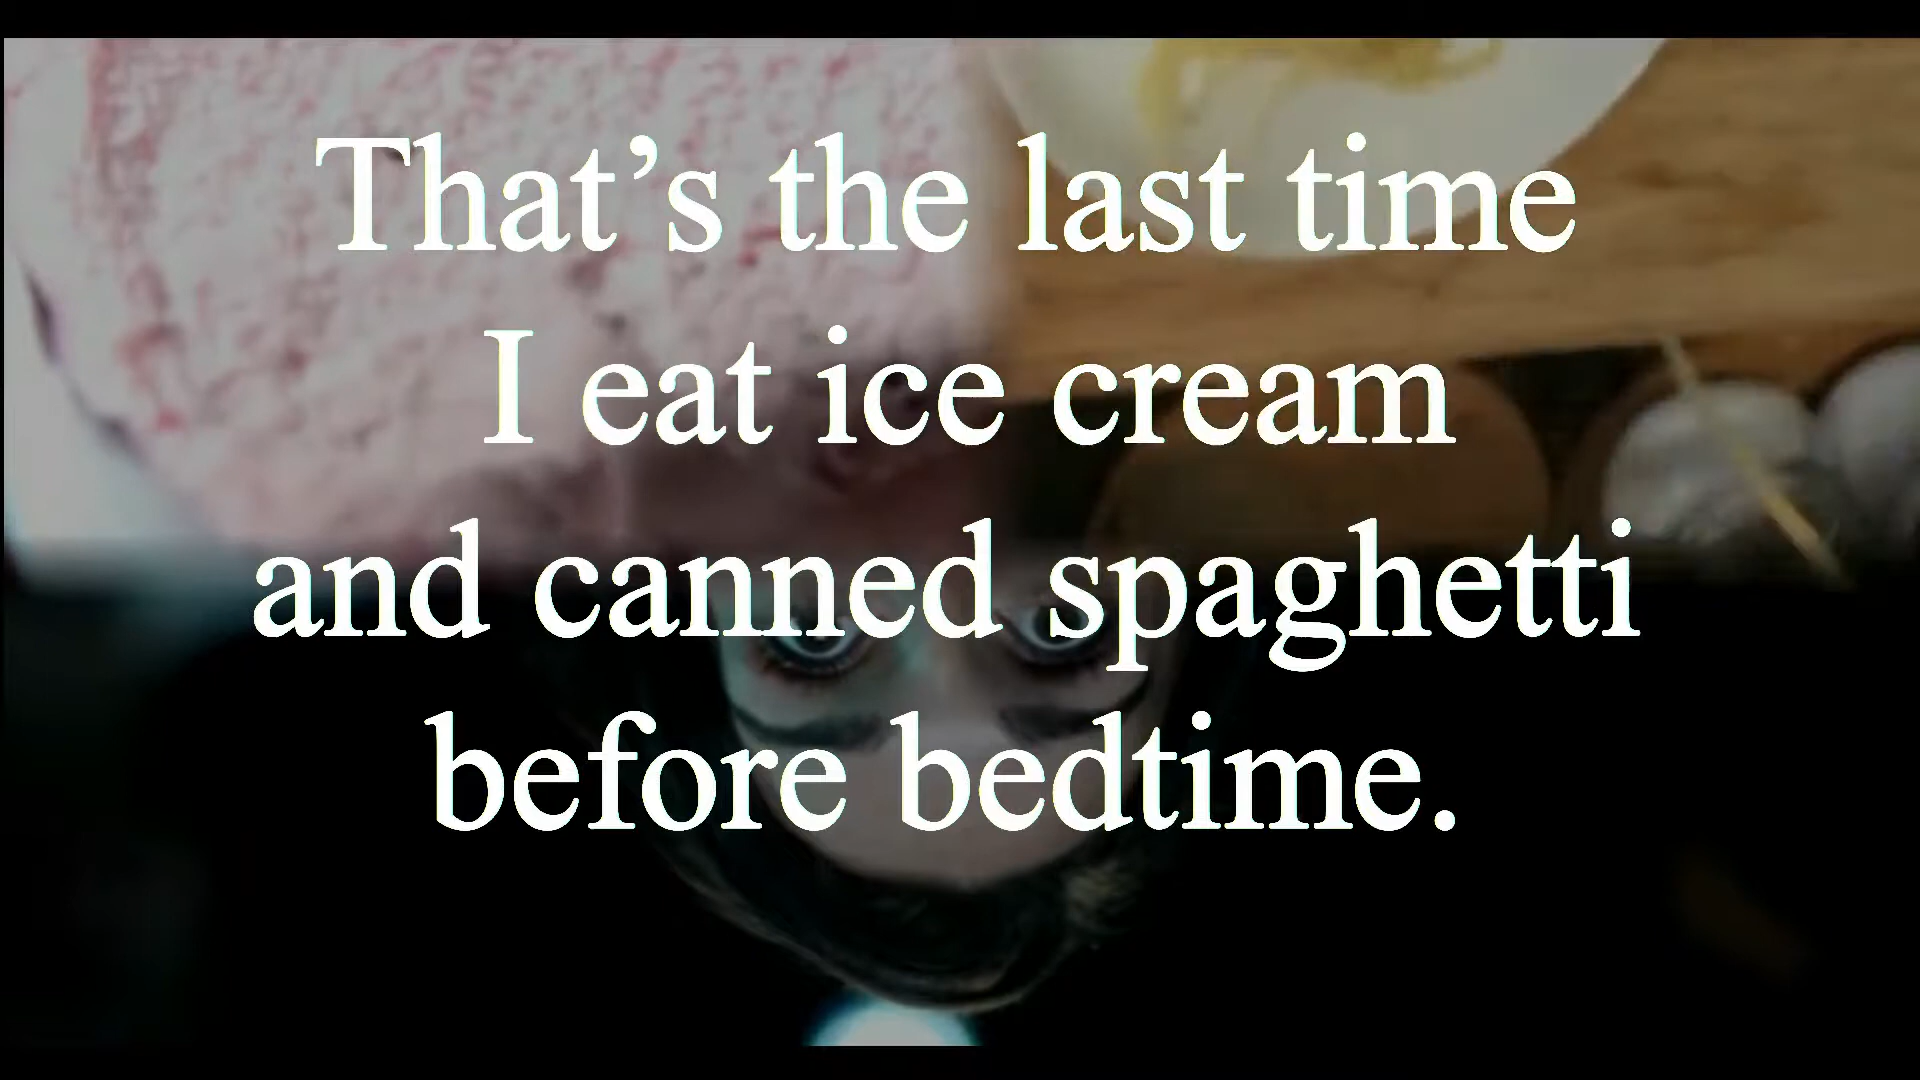 That’s the last time
I eat ice cream
and canned spaghetti
before bedtime.